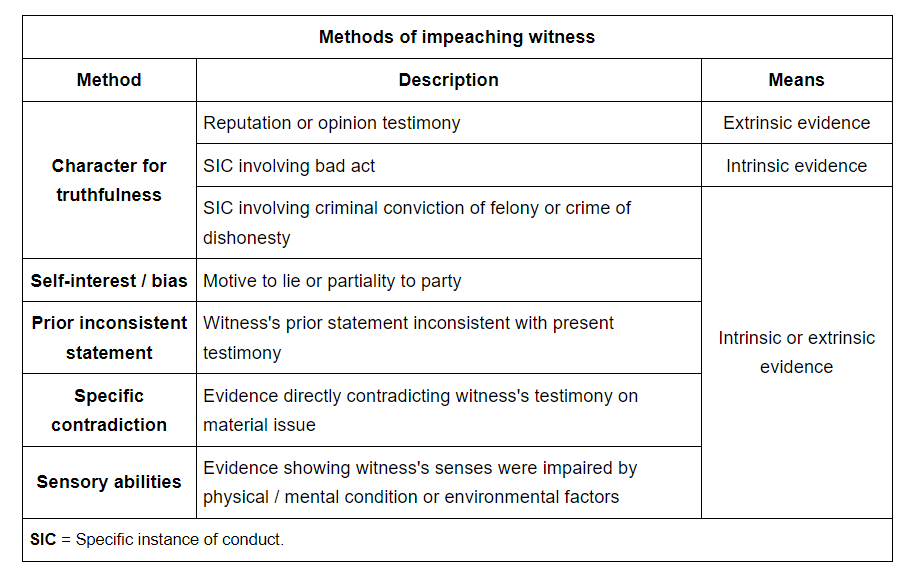 Methods of impeaching witness
Method
Description
Means
Character for
truthfulness
Reputation or opinion testimony
Extrinsic evidence
SIC involving bad act
Intrinsic evidence
SIC involving criminal conviction of felony or crime of
dishonesty
Intrinsic or extrinsic
evidence
Self-interest / bias
Motive to lie or partiality to party
Prior inconsistent
statement
Witness's prior statement inconsistent with present
testimony
Specific
contradiction
Evidence directly contradicting witness's testimony on
material issue
Sensory abilities
Evidence showing witness's senses were impaired by
physical / mental condition or environmental factors
SIC = Specific instance of conduct.